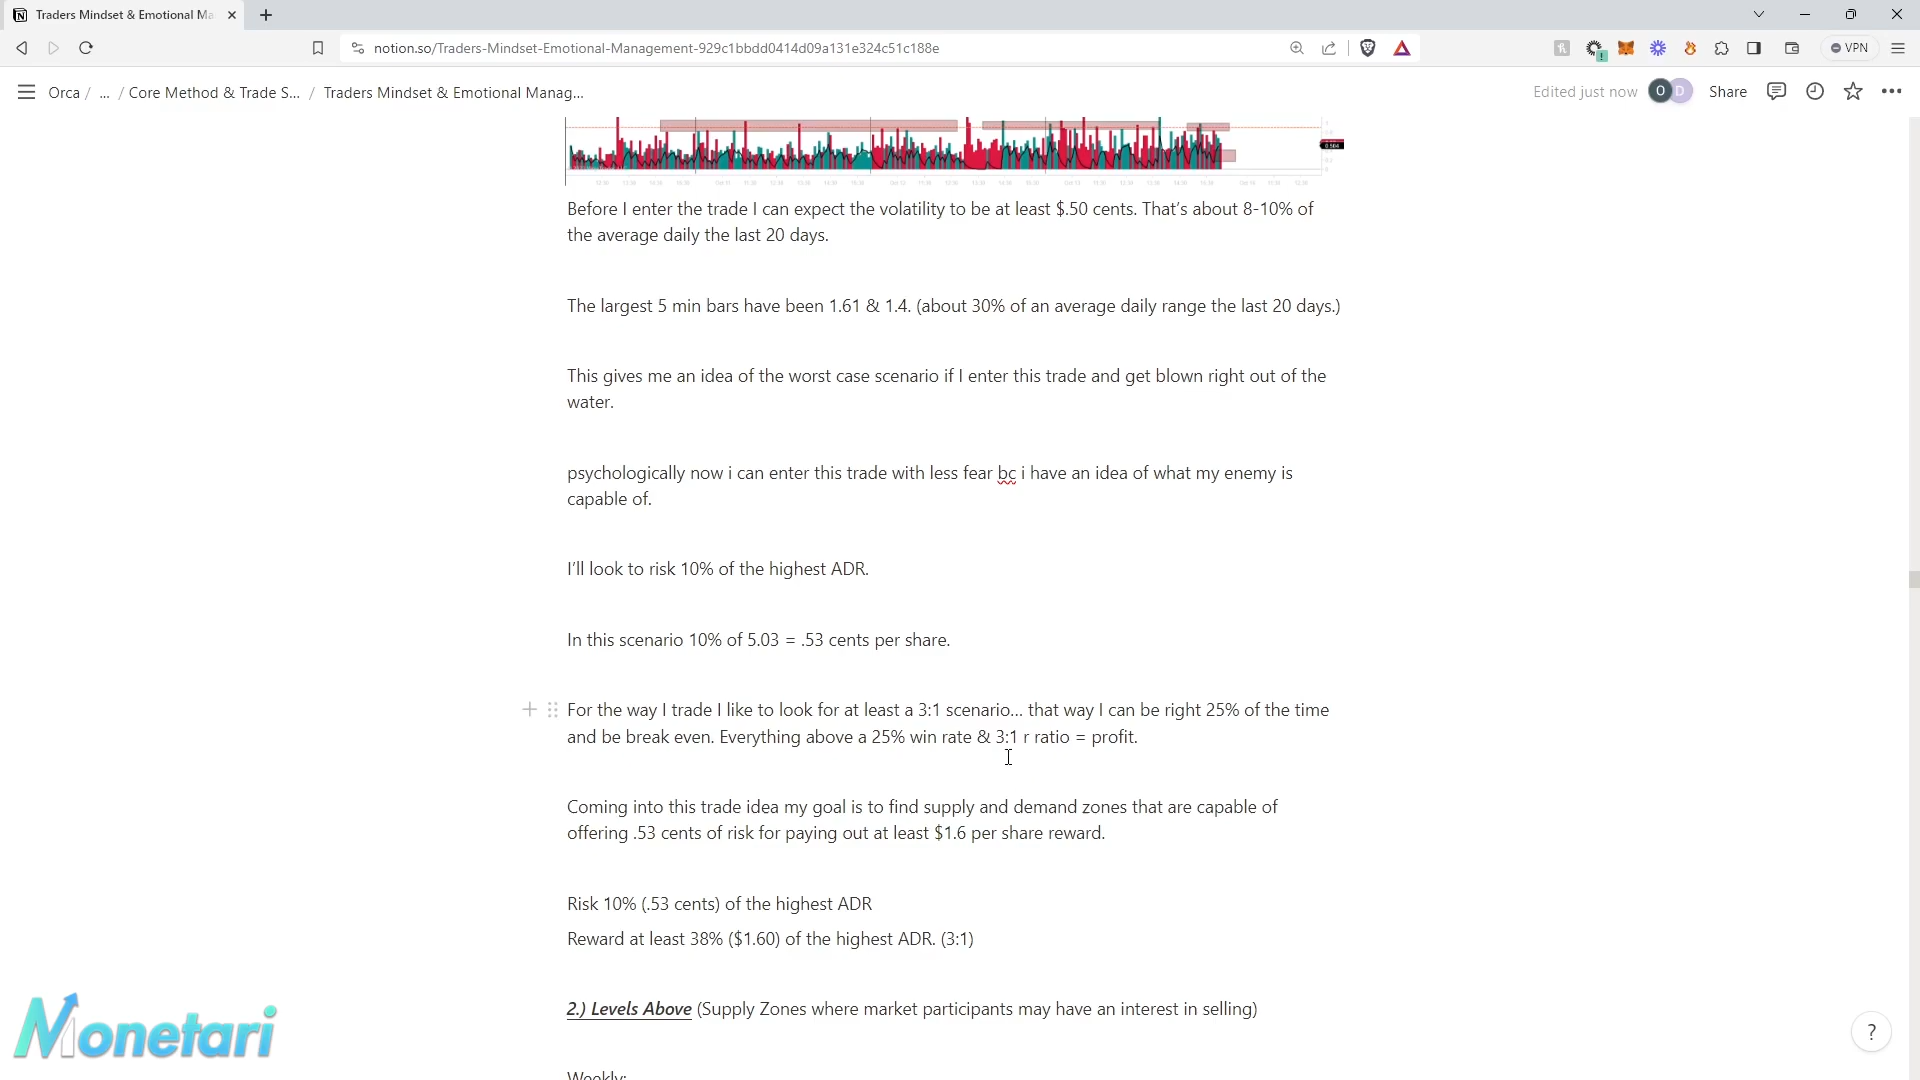 Traders Mindset & Emotional Ma
notion.so/Traders-Mindset-Emotional-Management-929c1bbdd0414d09a131e324c51c188e
VPN
Orca / ... / Core Method & Trade S... / Traders Mindset & Emotional Manag...
Edited just now O D Share
0.504
Before I enter the trade I can expect the volatility to be at least $.50 cents. That's about 8-10% of
the average daily the last 20 days.
The largest 5 min bars have been 1.61 & 1.4. (about 30% of an average daily range the last 20 days.)
This gives me an idea of the worst case scenario if I enter this trade and get blown right out of the
water.
psychologically now i can enter this trade with less fear bc i have an idea of what my enemy is
capable of.
I'll look to risk 10% of the highest ADR.
In this scenario 10% of 5.03 = .53 cents per share.
For the way I trade I like to look for at least a 3:1 scenario... that way I can be right 25% of the time
and be break even. Everything above a 25% win rate & 3:1 r ratio = profit.
Coming into this trade idea my goal is to find supply and demand zones that are capable of
offering .53 cents of risk for paying out at least $1.6 per share reward.
Risk 10% (.53 cents) of the highest ADR
Reward at least 38% ($1.60) of the highest ADR. (3:1)
2.) Levels Above (Supply Zones where market participants may have an interest in selling)
Weekly:
Monetari
?